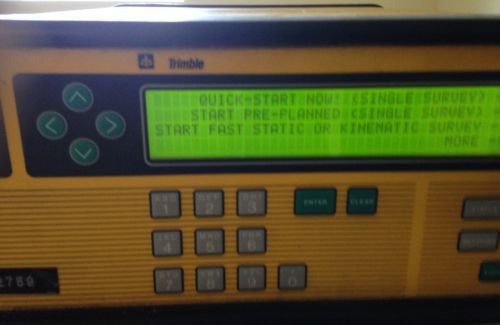 Trimble
QUICK-START NOW! (SINGLE SURVEY)
START PRE-PLANNED (SINGLE SURVEY)
START FAST STATIC OR KINEMATIC SURVEY
MORE
ENTER CLEAR
1 2 3
4 5 6
7 8 9 0